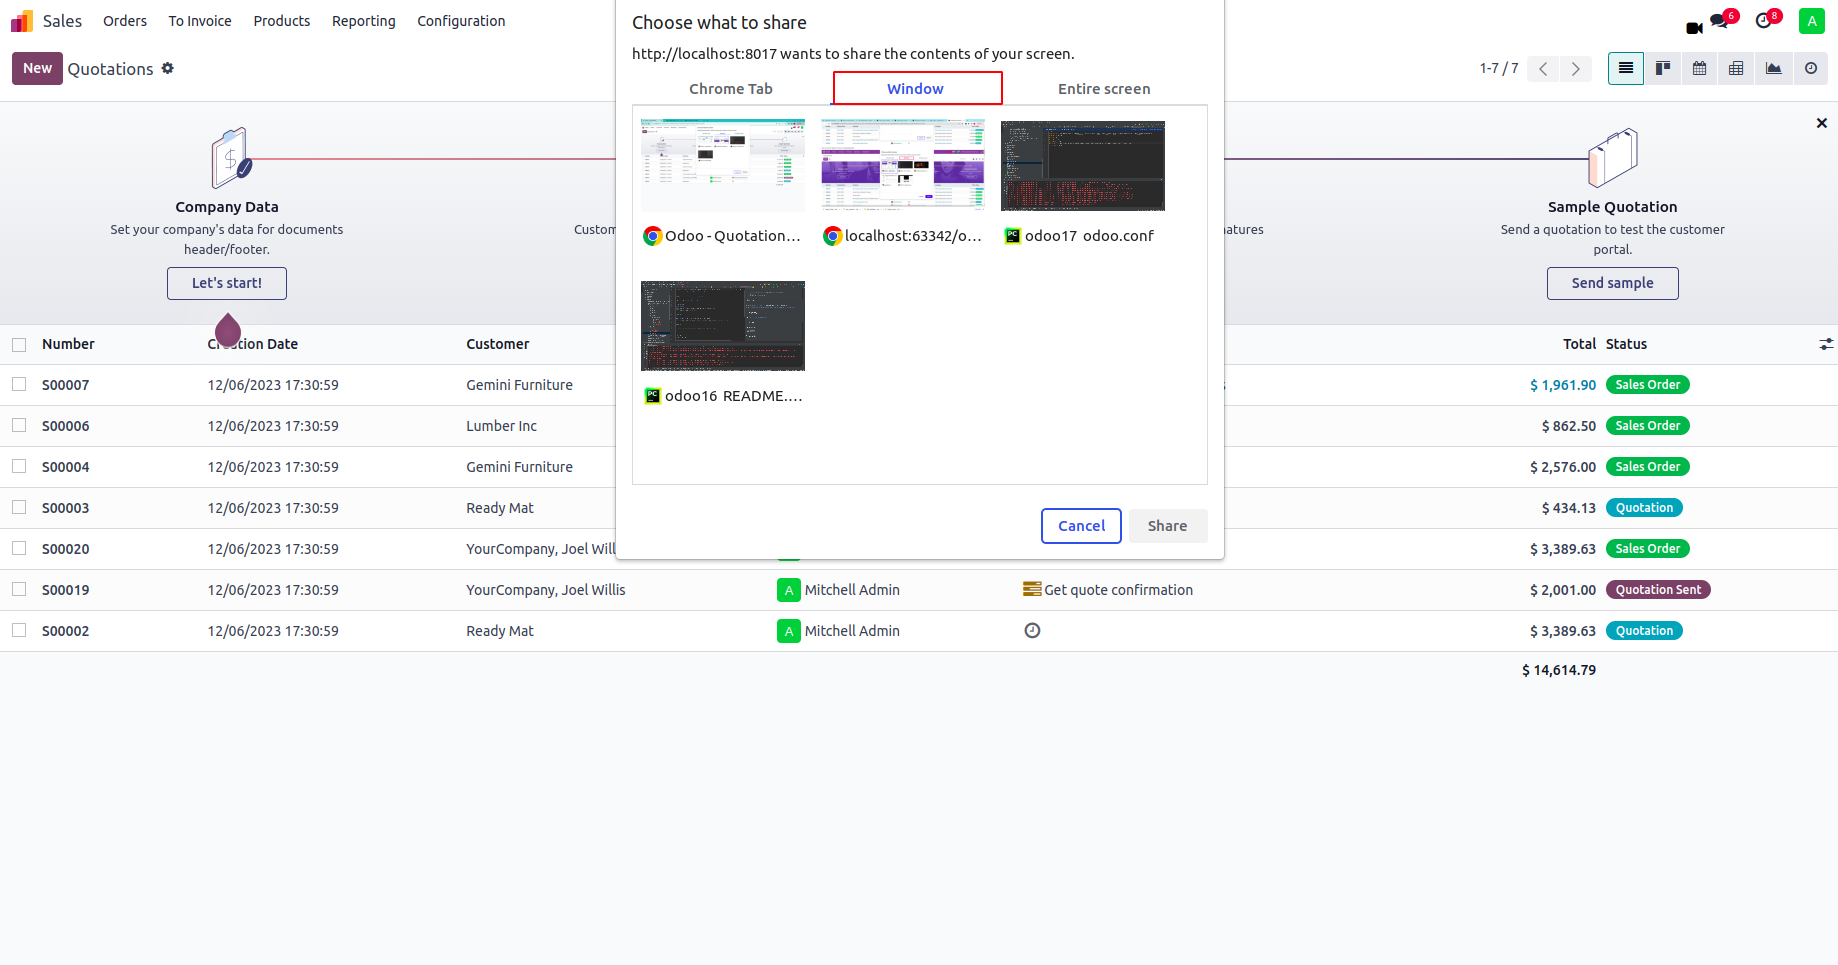 Sales Orders To Invoice Products Reporting Configuration
6 8 A
New Quotations
1-7 / 7
Choose what to share
http://localhost:8017 wants to share the contents of your screen.
Chrome Tab Window Entire screen
Odoo - Quotation... localhost:63342/o... PC odoo17 odoo.conf
PC odoo16 README....
Cancel Share
$
Company Data
Set your company's data for documents
header/footer.
Let's start!
Custom
atures
Sample Quotation
Send a quotation to test the customer
portal.
Send sample
Number Creation Date Customer Total Status
S00007 12/06/2023 17:30:59 Gemini Furniture $ 1,961.90 Sales Order
S00006 12/06/2023 17:30:59 Lumber Inc $ 862.50 Sales Order
S00004 12/06/2023 17:30:59 Gemini Furniture $ 2,576.00 Sales Order
S00003 12/06/2023 17:30:59 Ready Mat $ 434.13 Quotation
S00020 12/06/2023 17:30:59 YourCompany, Joel Will $ 3,389.63 Sales Order
S00019 12/06/2023 17:30:59 YourCompany, Joel Willis A Mitchell Admin Get quote confirmation $ 2,001.00 Quotation Sent
S00002 12/06/2023 17:30:59 Ready Mat A Mitchell Admin $ 3,389.63 Quotation
$ 14,614.79